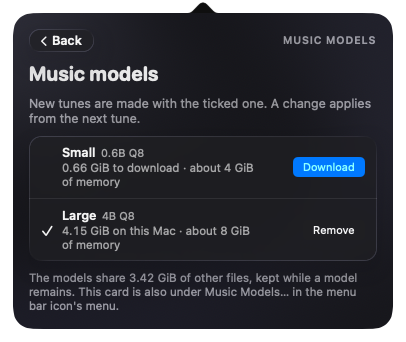 Back
MUSIC MODELS
Music models
New tunes are made with the ticked one. A change applies
from the next tune.
Small 0.6B Q8
0.66 GiB to download · about 4 GiB
of memory
Download
Large 4B Q8
4.15 GiB on this Mac · about 8 GiB
of memory
Remove
The models share 3.42 GiB of other files, kept while a model
remains. This card is also under Music Models... in the menu
bar icon's menu.